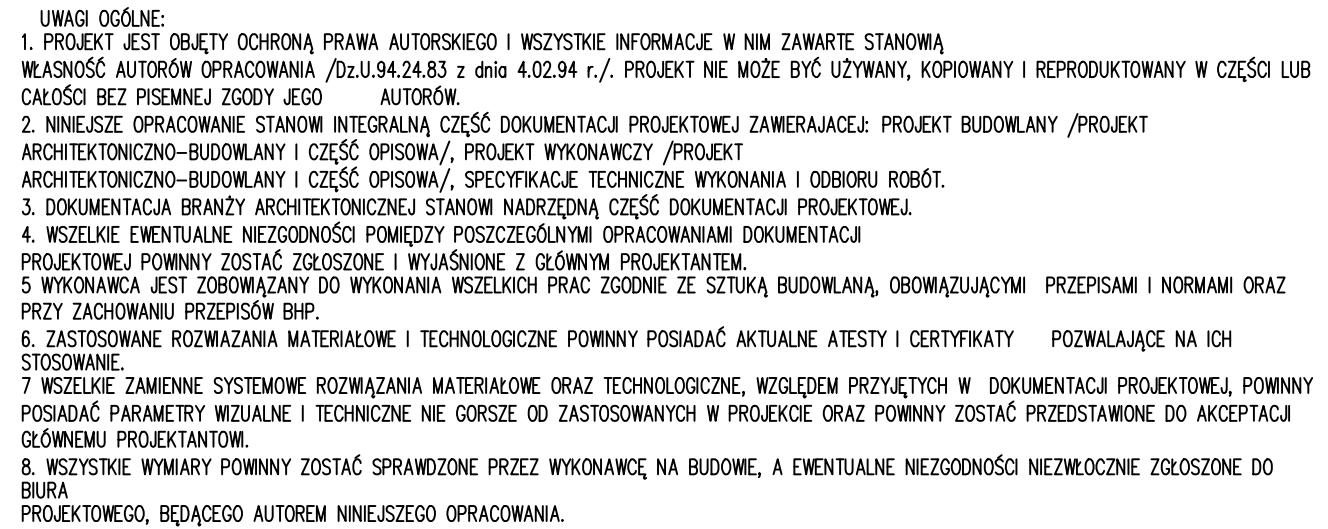 UWAGI OGÓLNE:
1. PROJEKT JEST OBJĘTY OCHRONĄ PRAWA AUTORSKIEGO I WSZYSTKIE INFORMACJE W NIM ZAWARTE STANOWIĄ
WŁASNOŚĆ AUTORÓW OPRACOWANIA /Dz.U.94.24.83 z dnia 4.02.94 r./. PROJEKT NIE MOŻE BYĆ UŻYWANY, KOPIOWANY I REPRODUKTOWANY W CZĘŚCI LUB
CAŁOŚCI BEZ PISEMNEJ ZGODY JEGO AUTORÓW.
2. NINIEJSZE OPRACOWANIE STANOWI INTEGRALNĄ CZĘŚĆ DOKUMENTACJI PROJEKTOWEJ ZAWIERAJACEJ: PROJEKT BUDOWLANY /PROJEKT
ARCHITEKTONICZNO-BUDOWLANY I CZĘŚĆ OPISOWA/, PROJEKT WYKONAWCZY /PROJEKT
ARCHITEKTONICZNO-BUDOWLANY I CZĘŚĆ OPISOWA/, SPECYFIKACJE TECHNICZNE WYKONANIA I ODBIORU ROBÓT.
3. DOKUMENTACJA BRANŻY ARCHITEKTONICZNEJ STANOWI NADRZĘDNĄ CZĘŚĆ DOKUMENTACJI PROJEKTOWEJ.
4. WSZELKIE EWENTUALNE NIEZGODNOŚCI POMIĘDZY POSZCZEGÓLNYMI OPRACOWANIAMI DOKUMENTACJI
PROJEKTOWEJ POWINNY ZOSTAĆ ZGŁOSZONE I WYJAŚNIONE Z GŁÓWNYM PROJEKTANTEM.
5 WYKONAWCA JEST ZOBOWIĄZANY DO WYKONANIA WSZELKICH PRAC ZGODNIE ZE SZTUKĄ BUDOWLANĄ, OBOWIĄZUJĄCYMI PRZEPISAMI I NORMAMI ORAZ
PRZY ZACHOWANIU PRZEPISÓW BHP.
6. ZASTOSOWANE ROZWIAZANIA MATERIAŁOWE I TECHNOLOGICZNE POWINNY POSIADAĆ AKTUALNE ATESTY I CERTYFIKATY POZWALAJĄCE NA ICH
STOSOWANIE.
7 WSZELKIE ZAMIENNE SYSTEMOWE ROZWIĄZANIA MATERIAŁOWE ORAZ TECHNOLOGICZNE, WZGLĘDEM PRZYJĘTYCH W DOKUMENTACJI PROJEKTOWEJ, POWINNY
POSIADAĆ PARAMETRY WIZUALNE I TECHNICZNE NIE GORSZE OD ZASTOSOWANYCH W PROJEKCIE ORAZ POWINNY ZOSTAĆ PRZEDSTAWIONE DO AKCEPTACJI
GŁÓWNEMU PROJEKTANTOWI.
8. WSZYSTKIE WYMIARY POWINNY ZOSTAĆ SPRAWDZONE PRZEZ WYKONAWCĘ NA BUDOWIE, A EWENTUALNE NIEZGODNOŚCI NIEZWŁOCZNIE ZGŁOSZONE DO
BIURA
PROJEKTOWEGO, BĘDĄCEGO AUTOREM NINIEJSZEGO OPRACOWANIA.